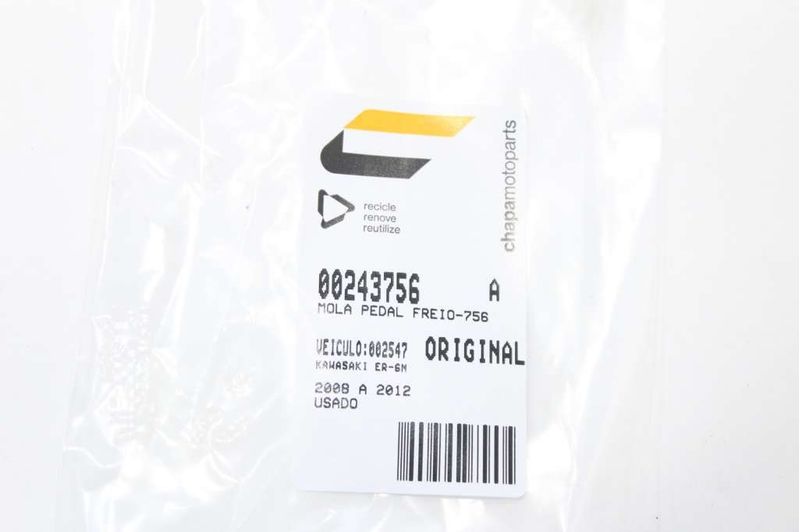 chapamotoparts
recicle
renove
reutilize
00243756 A
MOLA PEDAL FREIO-756
VEICULO:002547 ORIGINAL
KAWASAKI ER-6N
2008 A 2012
USADO